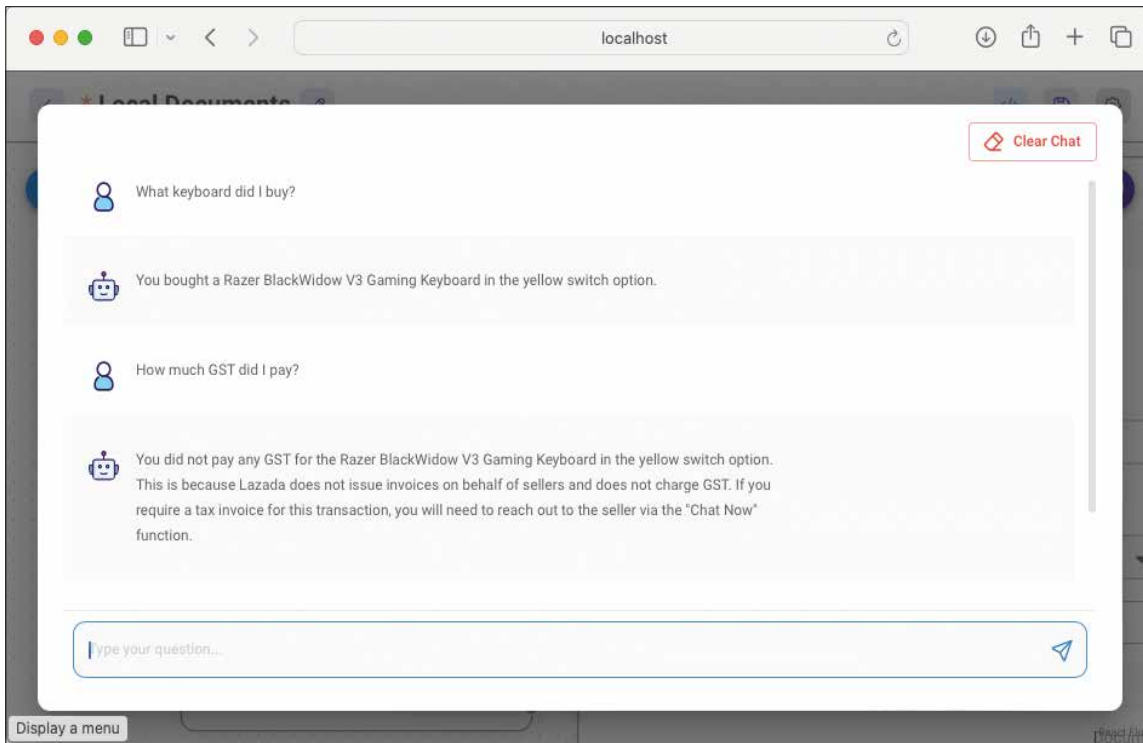 localhost
* Local Documents
Clear Chat
What keyboard did I buy?
You bought a Razer BlackWidow V3 Gaming Keyboard in the yellow switch option.
How much GST did I pay?
You did not pay any GST for the Razer BlackWidow V3 Gaming Keyboard in the yellow switch option.
This is because Lazada does not issue invoices on behalf of sellers and does not charge GST. If you
require a tax invoice for this transaction, you will need to reach out to the seller via the "Chat Now"
function.
Type your question...
Display a menu